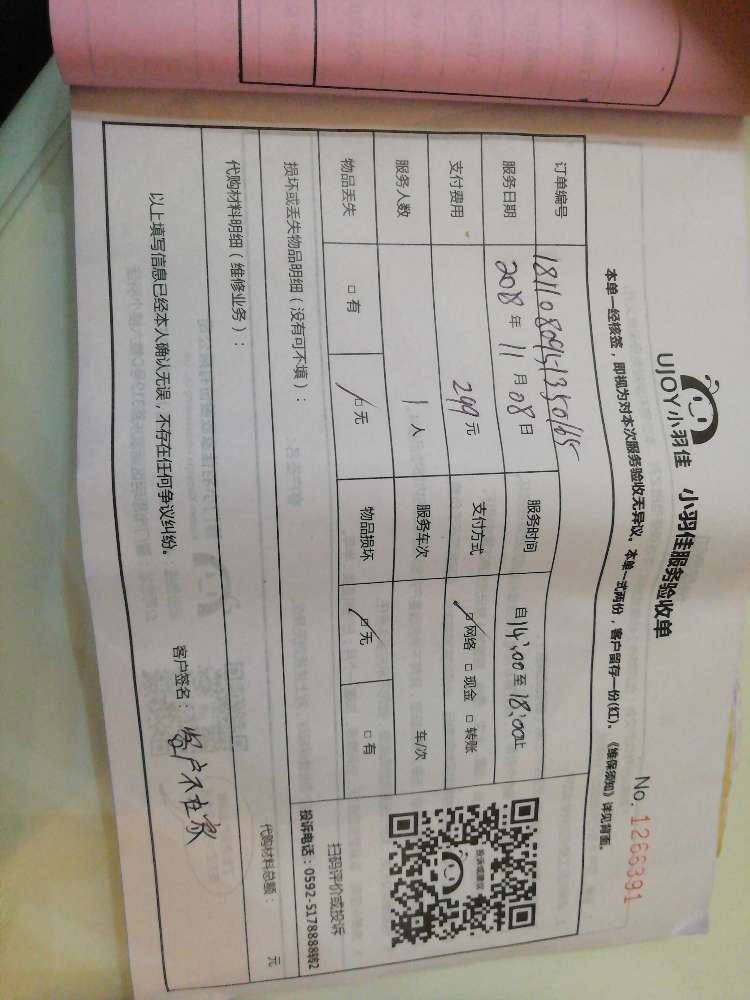 UJOY小羽佳 小羽佳服务验收单
No. 1266391
本单一经核签，即视为对本次服务验收无异议。本单一式两份，客户留存一份(红)。《维保须知》详见背面。
订单编号
服务日期 2018年11月08日 服务时间 自14:00至18:00止
支付费用 299元 支付方式 □网络 □现金 □转账
服务人数 1人 服务车次 车/次
物品丢失 □有 □无 物品损坏 □无 □有
投诉或建议
扫码评价或投诉
投诉电话：0592-5178888转2
损坏或丢失物品明细（没有可不填）：
代购材料明细（维修业务）：
代购材料总额： 元
以上填写信息已经本人确认无误，不存在任何争议纠纷。
客户签名：客户不在家